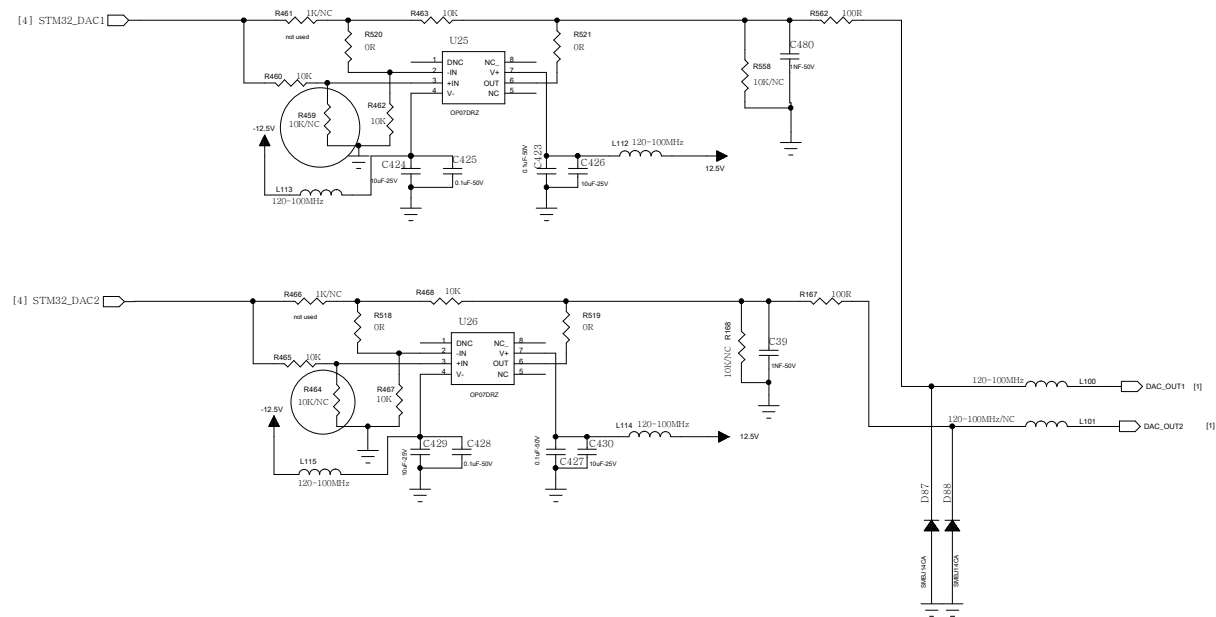 [4] STM32_DAC1
R461 1K/NC
not used
R463 10K
R520
0R
R521
0R
R562 100R
U25
1 DNC NC_ 8
2 -IN V+ 7
3 +IN OUT 6
4 V- NC 5
OP07DRZ
R460 10K
R459
10K/NC
R462
10K
C480
1NF-50V
R558
10K/NC
-12.5V
L113
120-100MHz
C424
10uF-25V
C425
0.1uF-50V
C423
0.1uF-50V
C426
10uF-25V
L112 120-100MHz
12.5V
[4] STM32_DAC2
R466 1K/NC
not used
R468 10K
R518
0R
R519
0R
R167 100R
U26
1 DNC NC_ 8
2 -IN V+ 7
3 +IN OUT 6
4 V- NC 5
OP07DRZ
R465 10K
R464
10K/NC
R467
10K
R168
10K/NC
C39
1NF-50V
-12.5V
L115
120-100MHz
C429
10uF-25V
C428
0.1uF-50V
C427
0.1uF-50V
C430
10uF-25V
L114 120-100MHz
12.5V
120-100MHz L100 DAC_OUT1 [1]
120-100MHz/NC L101 DAC_OUT2 [1]
D87
D88
SMBJ14CA
SMBJ14CA